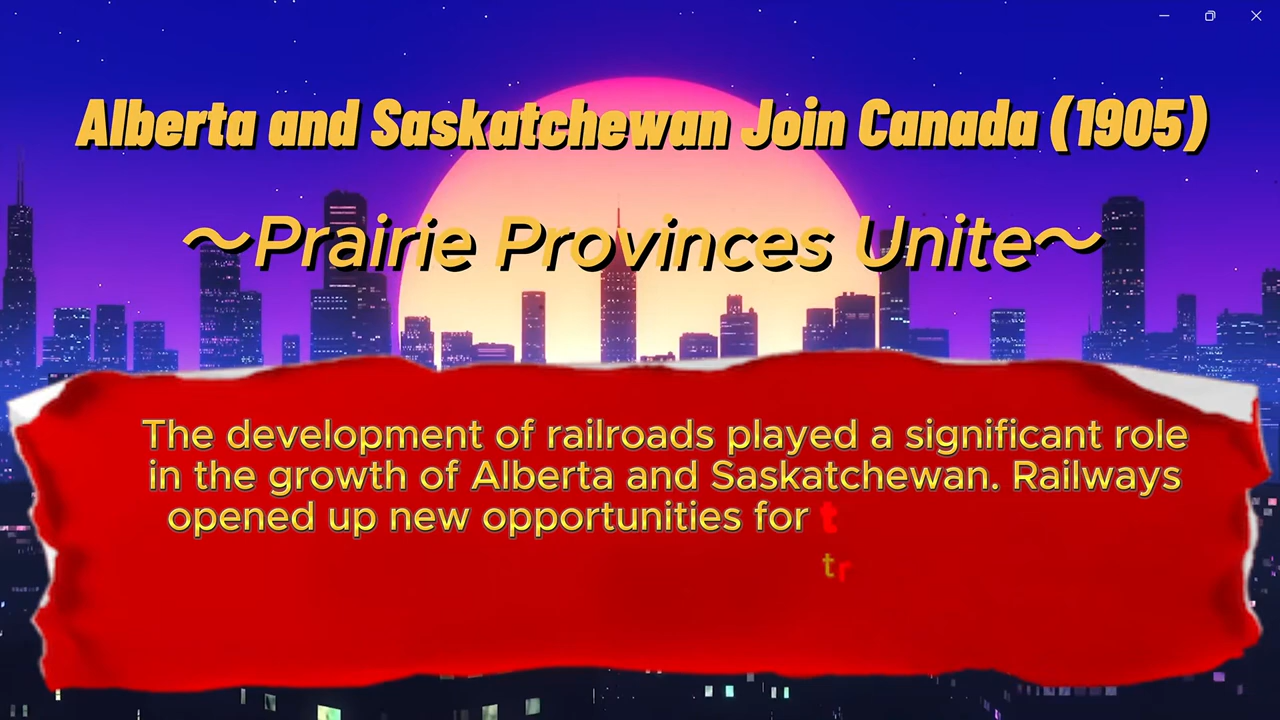 Alberta and Saskatchewan Join Canada (1905)
～Prairie Provinces Unite～
The development of railroads played a significant role
in the growth of Alberta and Saskatchewan. Railways
opened up new opportunities for t
tr